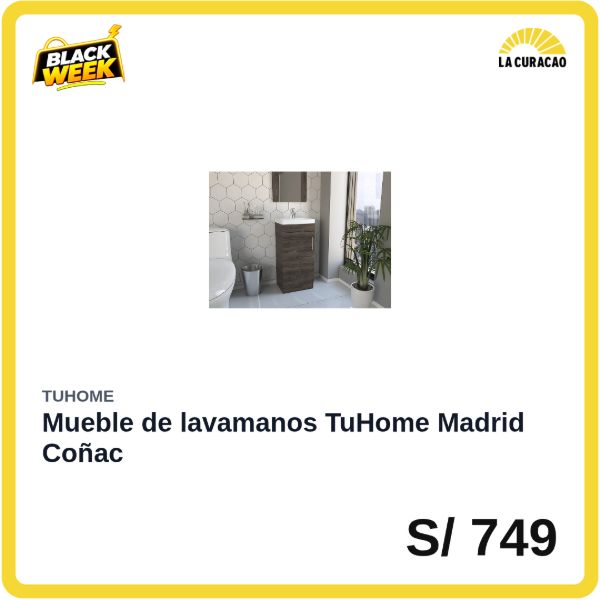 BLACK
WEEK
LA CURACAO
TUHOME
Mueble de lavamanos TuHome Madrid
Coñac
S/ 749